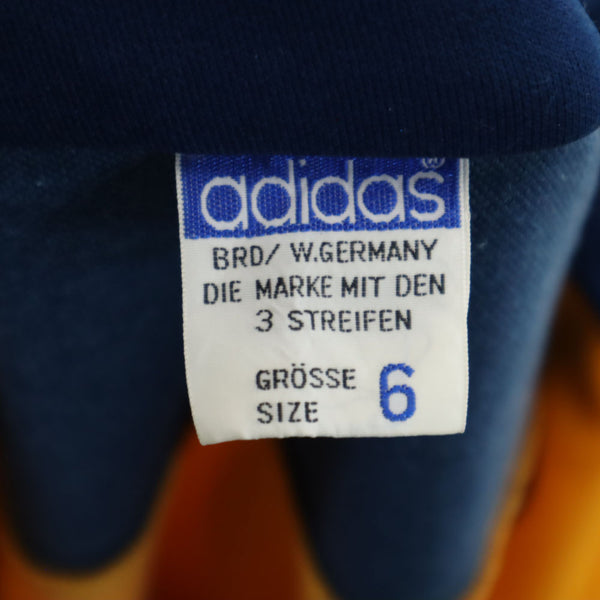 adidas®
BRD/ W.GERMANY
DIE MARKE MIT DEN
3 STREIFEN
GRÖSSE 6
SIZE